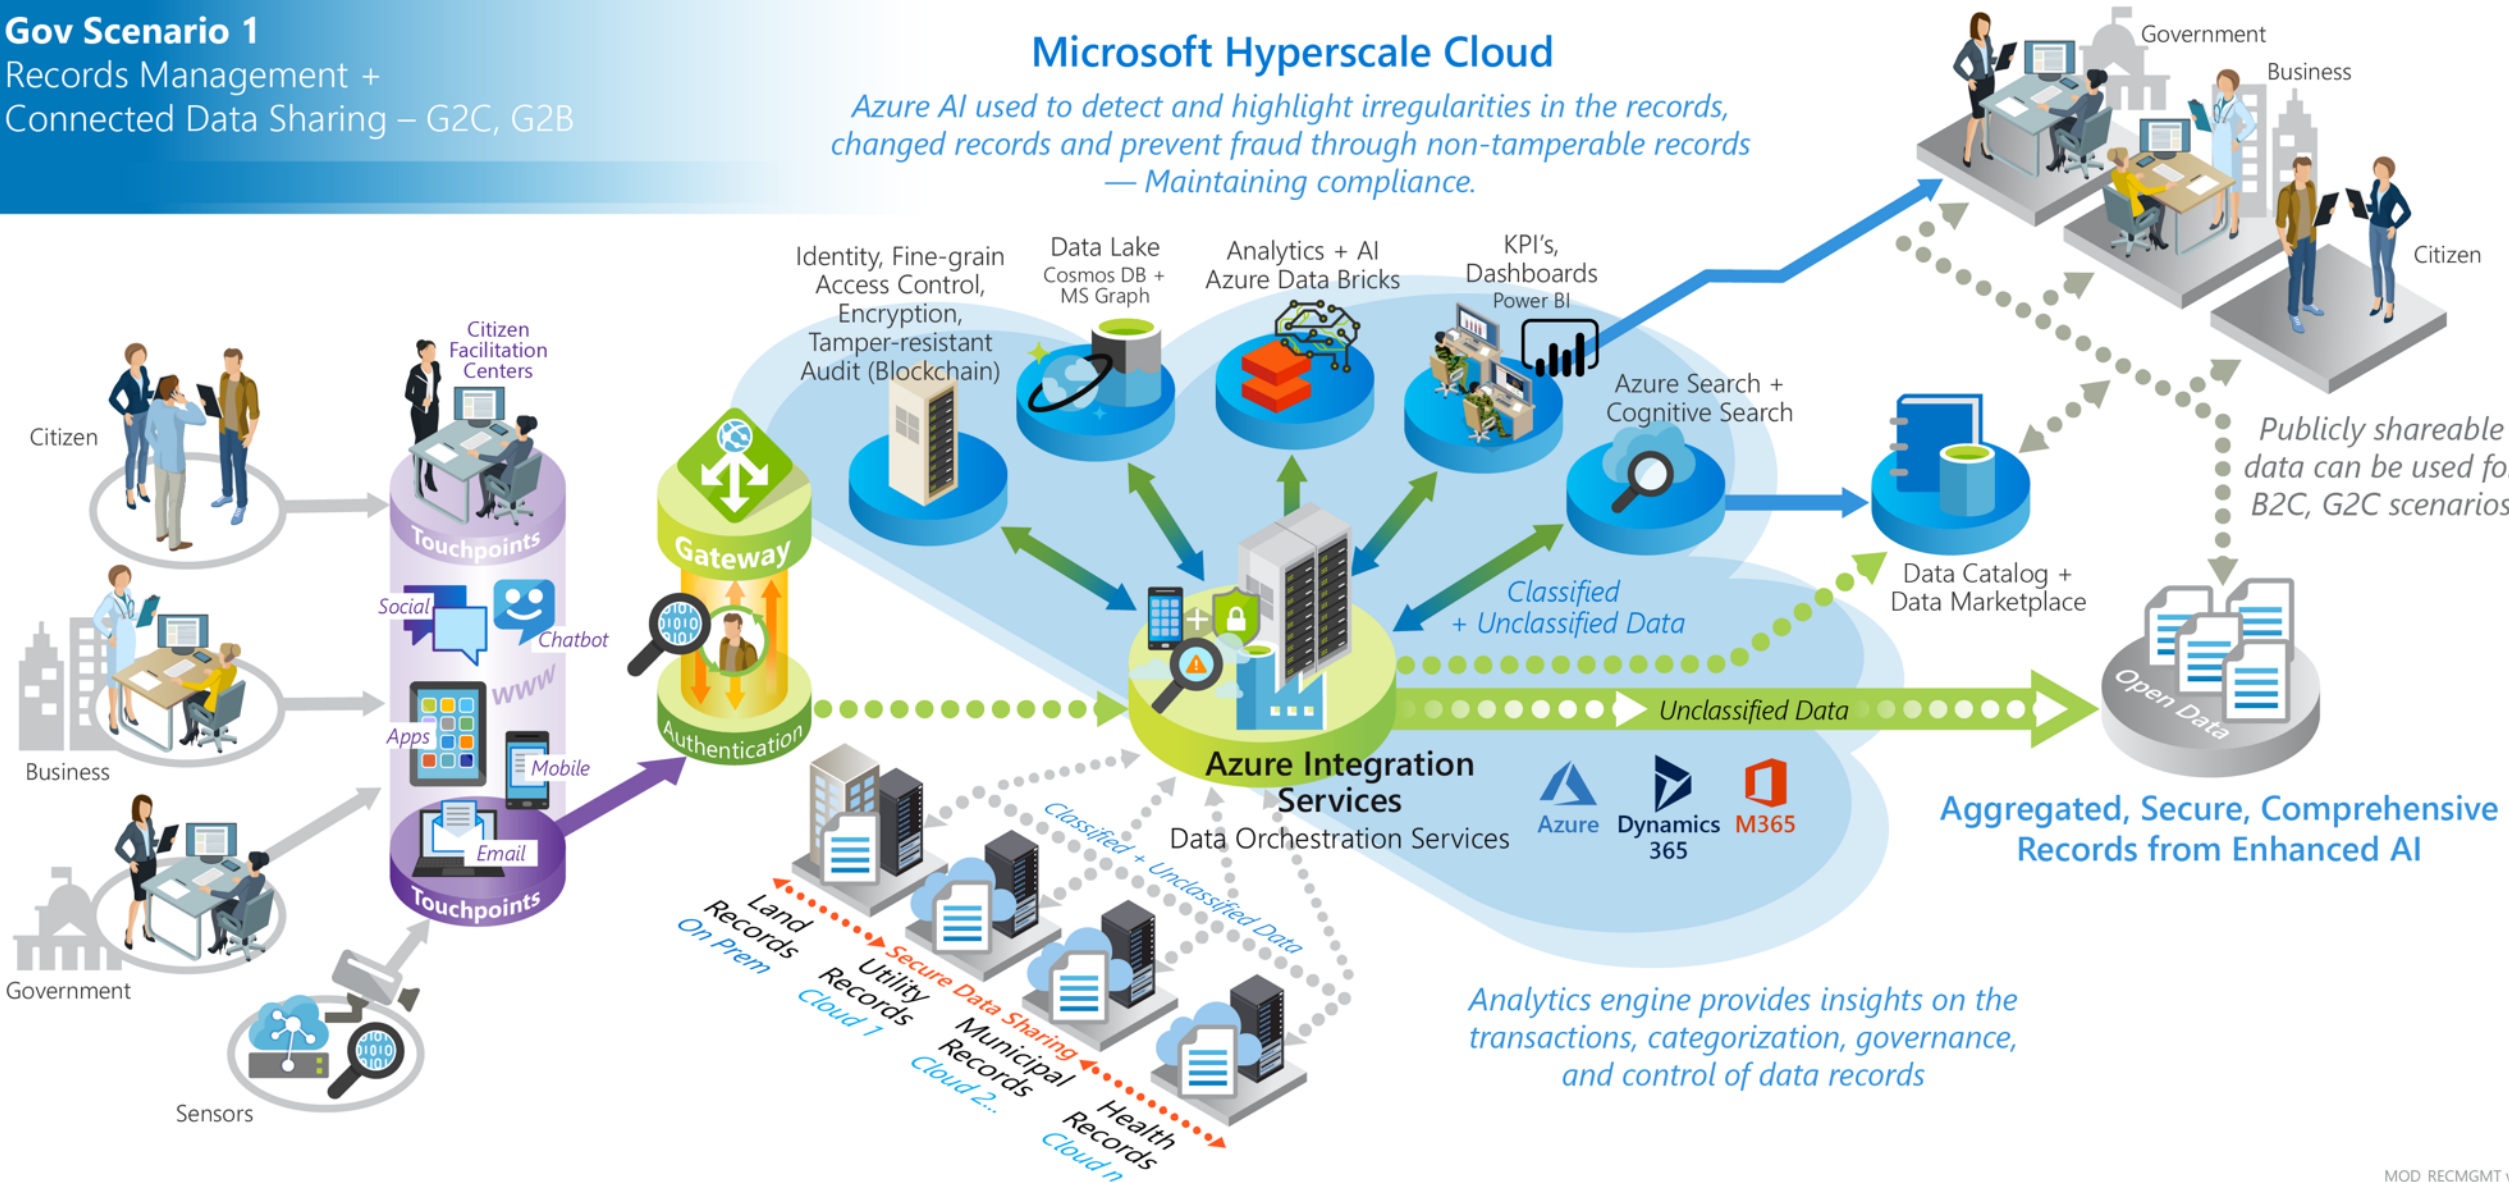 Gov Scenario 1
Records Management +
Connected Data Sharing – G2C, G2B
Microsoft Hyperscale Cloud
Azure AI used to detect and highlight irregularities in the records,
changed records and prevent fraud through non-tamperable records
— Maintaining compliance.
Government
Business
Citizen
Identity, Fine-grain
Access Control,
Encryption,
Tamper-resistant
Audit (Blockchain)
Data Lake
Cosmos DB +
MS Graph
Analytics + AI
Azure Data Bricks
KPI's,
Dashboards
Power BI
Azure Search +
Cognitive Search
Citizen
Facilitation
Centers
Citizen
Touchpoints
Social
Chatbot
www
Apps
Mobile
Email
Touchpoints
Business
Government
Sensors
Gateway
01010
Authentication
Classified
+ Unclassified Data
Data Catalog +
Data Marketplace
Publicly shareable
data can be used fo
B2C, G2C scenarios
Unclassified Data
Open Data
Azure Integration
Services
Data Orchestration Services
Azure
Dynamics
365
M365
Aggregated, Secure, Comprehensive
Records from Enhanced AI
Classified + Unclassified Data
Land
Records
On Prem
Secure Data Sharing
Utility
Records
Cloud 1
Municipal
Records
Cloud 2...
Health
Records
Cloud n
Analytics engine provides insights on the
transactions, categorization, governance,
and control of data records
01010
MOD RECMGMT